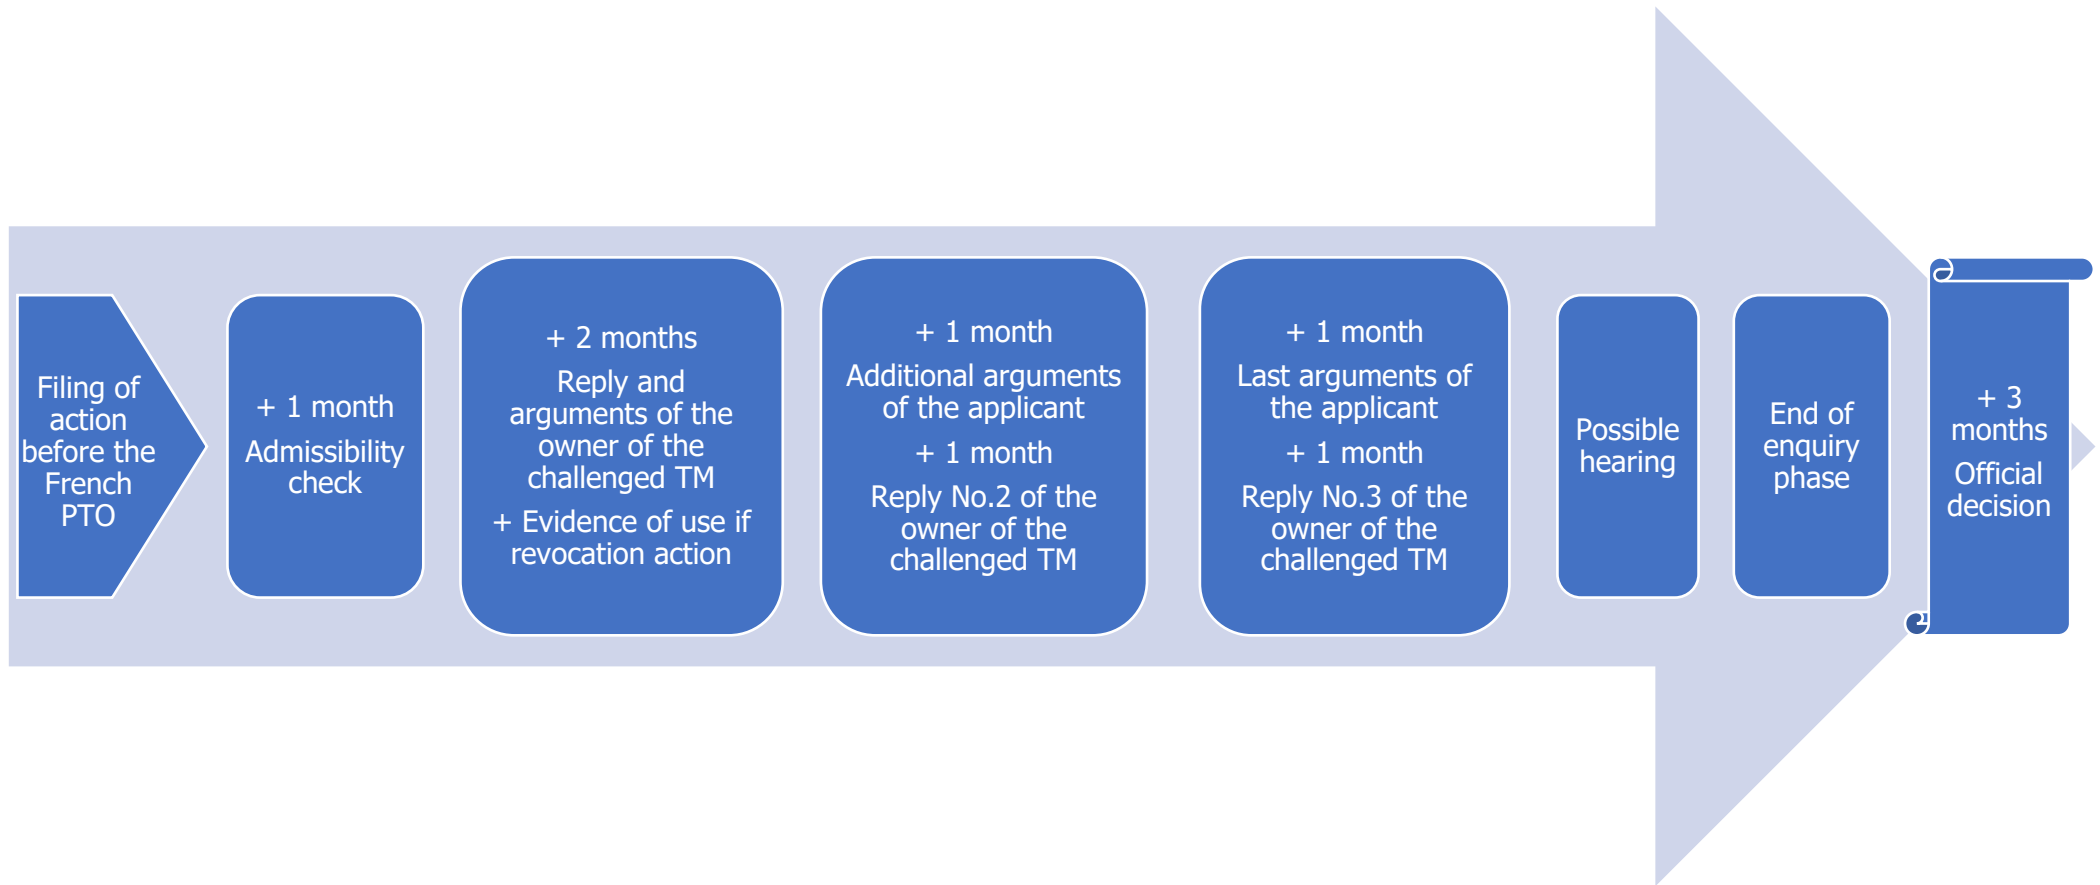 Filing of
action
before the
French
PTO
+ 1 month
Admissibility
check
+ 2 months
Reply and
arguments of the
owner of the
challenged TM
+ Evidence of use if
revocation action
+ 1 month
Additional arguments
of the applicant
+ 1 month
Reply No.2 of the
owner of the
challenged TM
+ 1 month
Last arguments of
the applicant
+ 1 month
Reply No.3 of the
owner of the
challenged TM
Possible
hearing
End of
enquiry
phase
+ 3
months
Official
decision